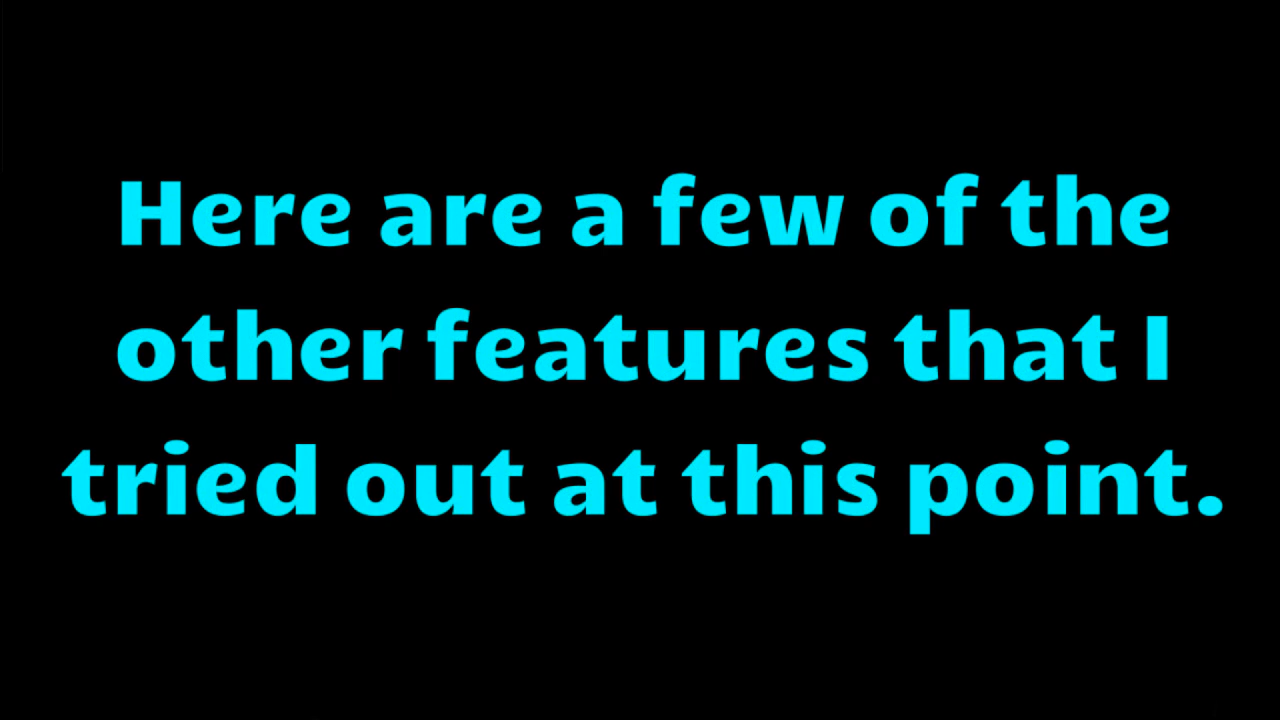 Here are a few of the
other features that I
tried out at this point.